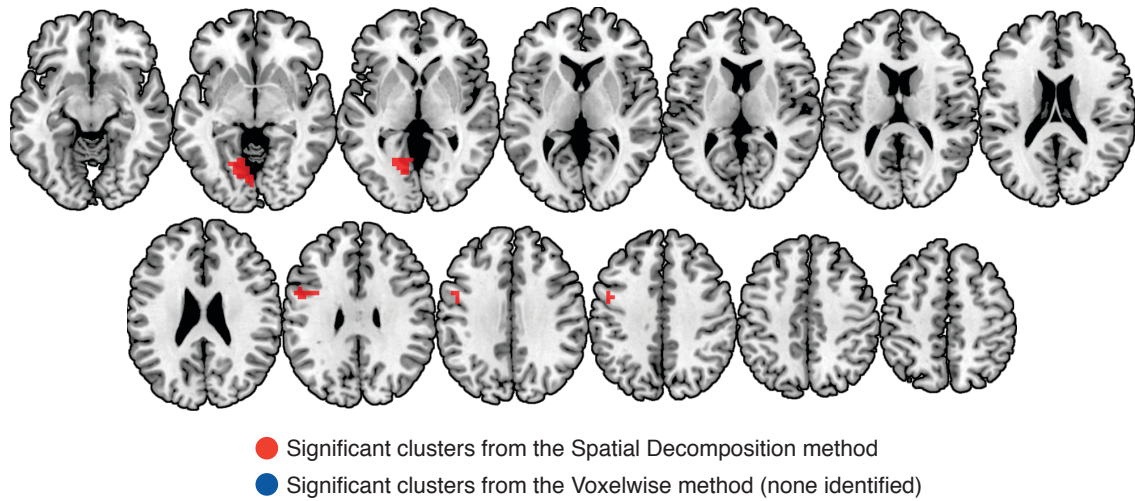 Significant clusters from the Spatial Decomposition method
Significant clusters from the Voxelwise method (none identified)